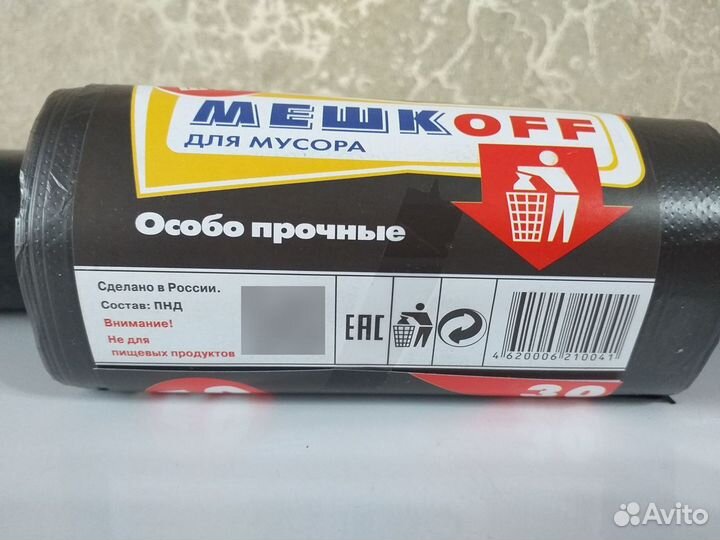 МЕШКOFF
ДЛЯ МУСОРА
Особо прочные
Сделано в России.
Состав: ПНД
Внимание!
Не для
пищевых продуктов
EAC
4 620006 210041
30
Avito